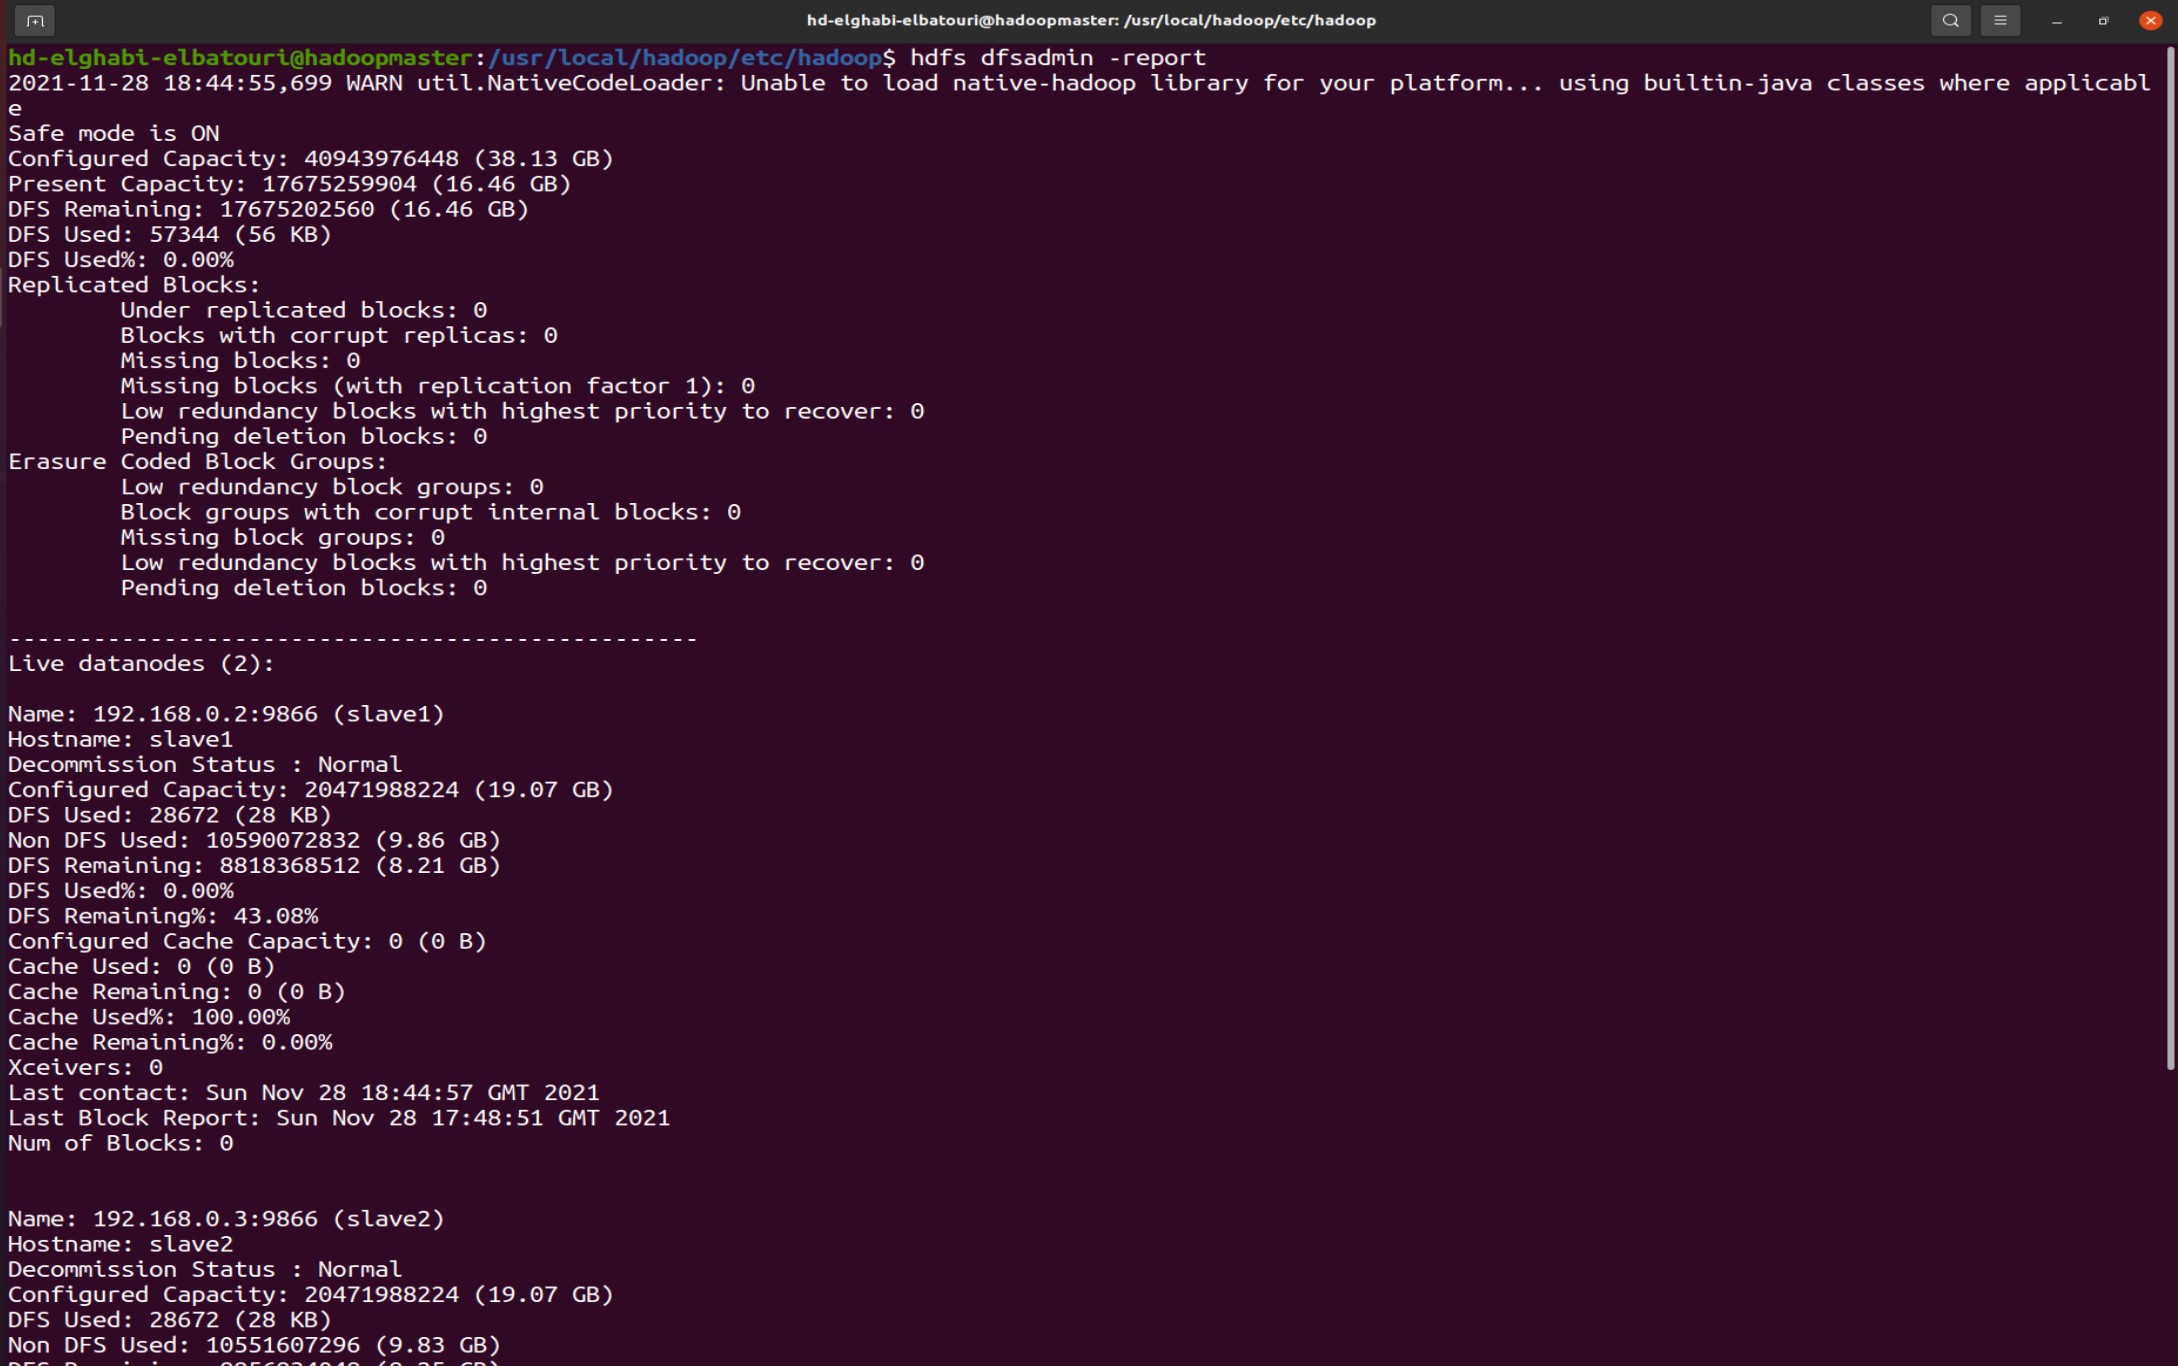 hd-elghabi-elbatouri@hadoopmaster: /usr/local/hadoop/etc/hadoop
hd-elghabi-elbatouri@hadoopmaster:/usr/local/hadoop/etc/hadoop$ hdfs dfsadmin -report
2021-11-28 18:44:55,699 WARN util.NativeCodeLoader: Unable to load native-hadoop library for your platform... using builtin-java classes where applicabl
e
Safe mode is ON
Configured Capacity: 40943976448 (38.13 GB)
Present Capacity: 17675259904 (16.46 GB)
DFS Remaining: 17675202560 (16.46 GB)
DFS Used: 57344 (56 KB)
DFS Used%: 0.00%
Replicated Blocks:
Under replicated blocks: 0
Blocks with corrupt replicas: 0
Missing blocks: 0
Missing blocks (with replication factor 1): 0
Low redundancy blocks with highest priority to recover: 0
Pending deletion blocks: 0
Erasure Coded Block Groups:
Low redundancy block groups: 0
Block groups with corrupt internal blocks: 0
Missing block groups: 0
Low redundancy blocks with highest priority to recover: 0
Pending deletion blocks: 0
-------------------------------------------------
Live datanodes (2):
Name: 192.168.0.2:9866 (slave1)
Hostname: slave1
Decommission Status : Normal
Configured Capacity: 20471988224 (19.07 GB)
DFS Used: 28672 (28 KB)
Non DFS Used: 10590072832 (9.86 GB)
DFS Remaining: 8818368512 (8.21 GB)
DFS Used%: 0.00%
DFS Remaining%: 43.08%
Configured Cache Capacity: 0 (0 B)
Cache Used: 0 (0 B)
Cache Remaining: 0 (0 B)
Cache Used%: 100.00%
Cache Remaining%: 0.00%
Xceivers: 0
Last contact: Sun Nov 28 18:44:57 GMT 2021
Last Block Report: Sun Nov 28 17:48:51 GMT 2021
Num of Blocks: 0
Name: 192.168.0.3:9866 (slave2)
Hostname: slave2
Decommission Status : Normal
Configured Capacity: 20471988224 (19.07 GB)
DFS Used: 28672 (28 KB)
Non DFS Used: 10551607296 (9.83 GB)